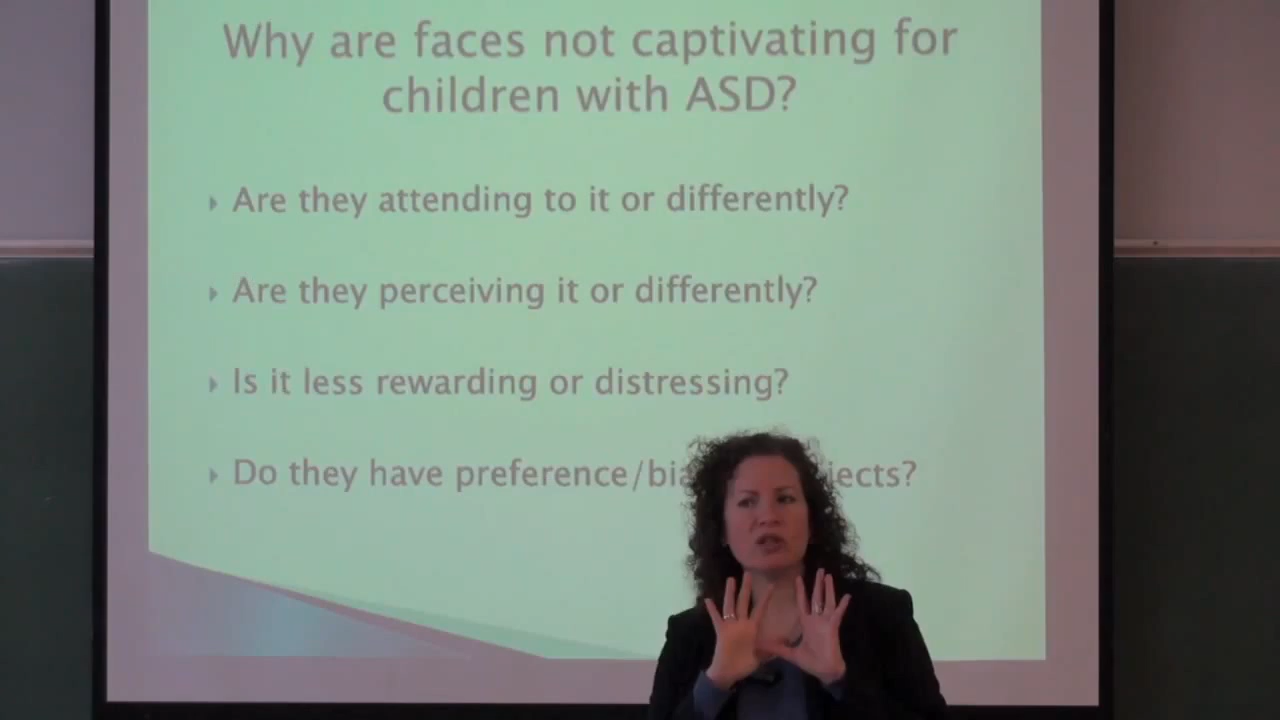 Why are faces not captivating for
children with ASD?
Are they attending to it or differently?
Are they perceiving it or differently?
Is it less rewarding or distressing?
Do they have preference/